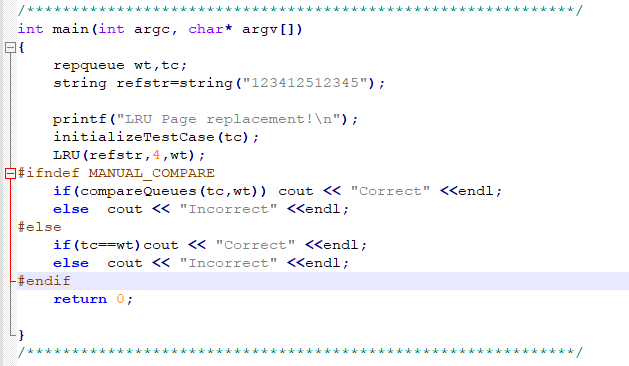 /*************************************************************/
int main(int argc, char* argv[])
{
    repqueue wt,tc;
    string refstr=string("123412512345");

    printf("LRU Page replacement!\n");
    initializeTestCase(tc);
    LRU(refstr,4,wt);
#ifndef MANUAL_COMPARE
    if(compareQueues(tc,wt)) cout << "Correct" <<endl;
    else  cout << "Incorrect" <<endl;
#else
    if(tc==wt)cout << "Correct" <<endl;
    else  cout << "Incorrect" <<endl;
#endif
    return 0;

}
/*************************************************************/